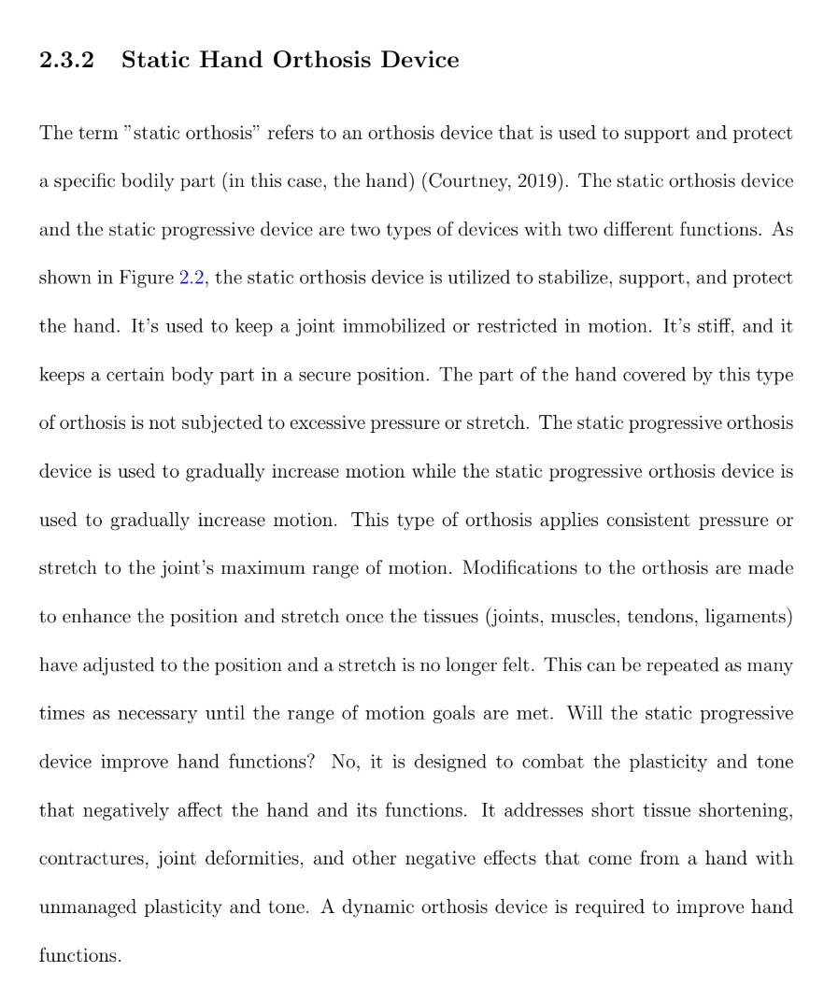 2.3.2 Static Hand Orthosis Device
The term ”static orthosis” refers to an orthosis device that is used to support and protect
a specific bodily part (in this case, the hand) (Courtney, 2019). The static orthosis device
and the static progressive device are two types of devices with two different functions. As
shown in Figure 2.2, the static orthosis device is utilized to stabilize, support, and protect
the hand. It’s used to keep a joint immobilized or restricted in motion. It’s stiff, and it
keeps a certain body part in a secure position. The part of the hand covered by this type
of orthosis is not subjected to excessive pressure or stretch. The static progressive orthosis
device is used to gradually increase motion while the static progressive orthosis device is
used to gradually increase motion. This type of orthosis applies consistent pressure or
stretch to the joint’s maximum range of motion. Modifications to the orthosis are made
to enhance the position and stretch once the tissues (joints, muscles, tendons, ligaments)
have adjusted to the position and a stretch is no longer felt. This can be repeated as many
times as necessary until the range of motion goals are met. Will the static progressive
device improve hand functions? No, it is designed to combat the plasticity and tone
that negatively affect the hand and its functions. It addresses short tissue shortening,
contractures, joint deformities, and other negative effects that come from a hand with
unmanaged plasticity and tone. A dynamic orthosis device is required to improve hand
functions.